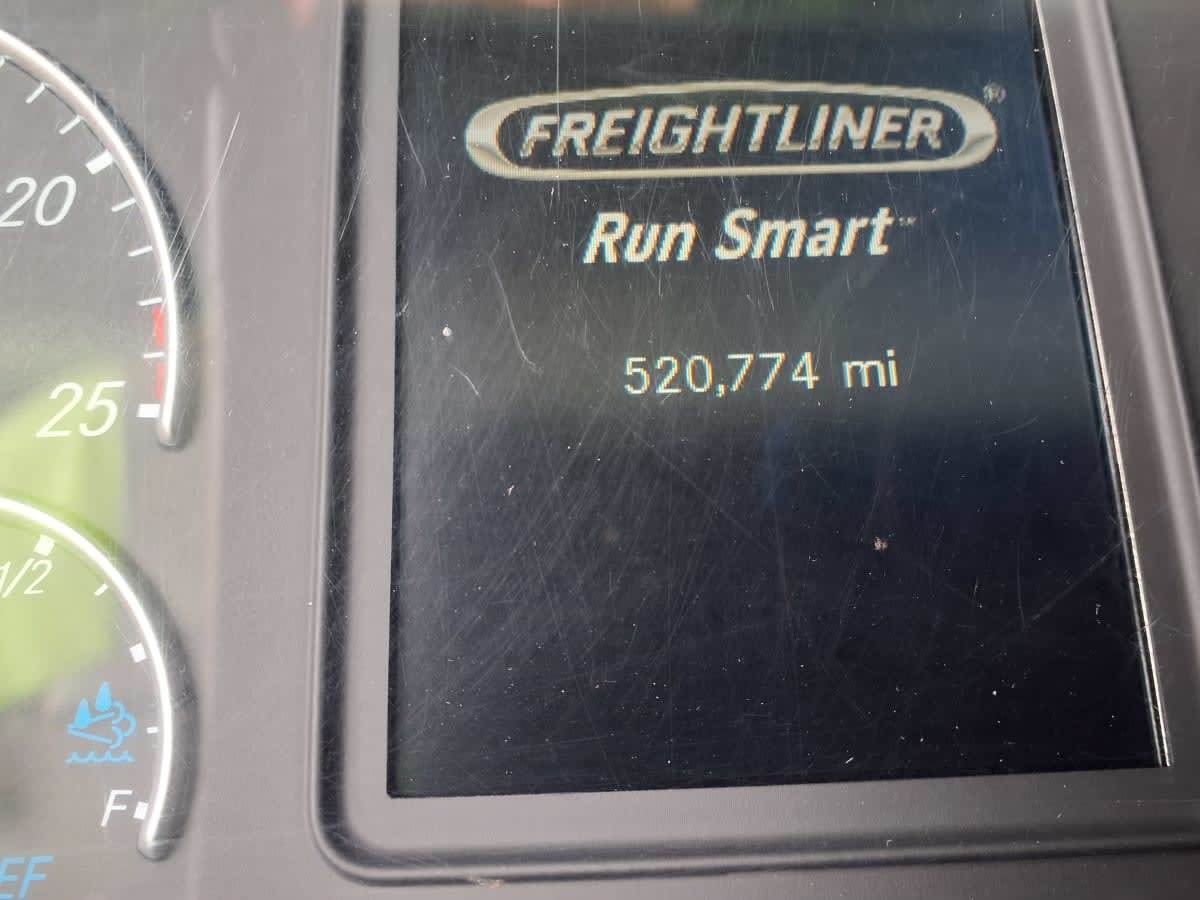 FREIGHTLINER®
Run Smart
520,774 mi
20
25
1/2
F
EF